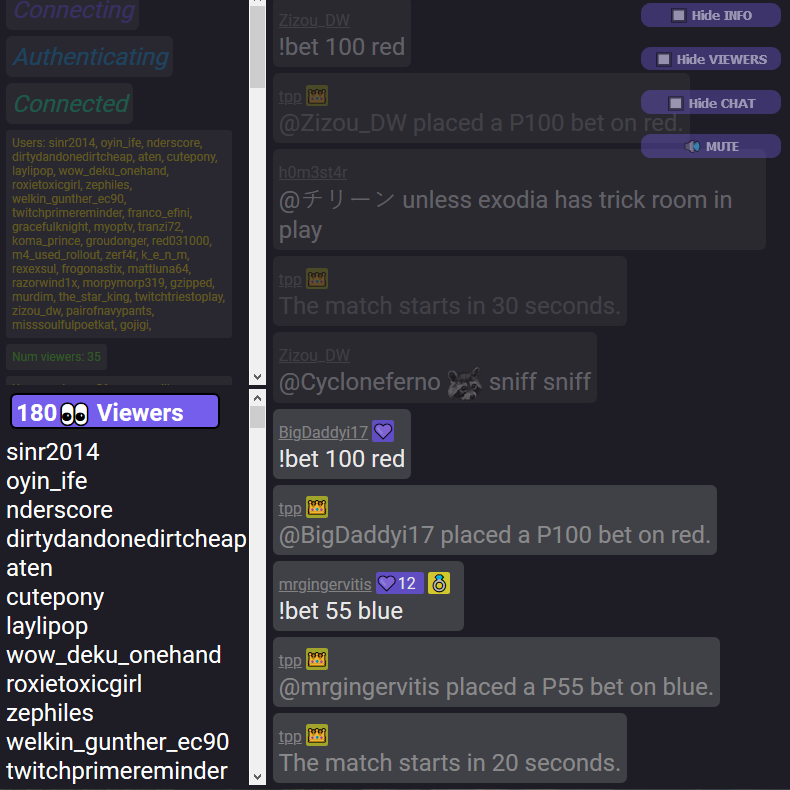 Connecting
Authenticating
Connected
Users: sinr2014, oyin_ife, nderscore,
dirtydandonedirtcheap, aten, cutepony,
laylipop, wow_deku_onehand,
roxietoxicgirl, zephiles,
welkin_gunther_ec90,
twitchprimereminder, franco_efini,
gracefulknight, myoptv, tranzi72,
koma_prince, groudonger, red031000,
m4_used_rollout, zerf4r, k_e_n_m,
rexexsul, frogonastix, mattluna64,
razorwind1x, morpymorp319, gzipped,
murdim, the_star_king, twitchtriestoplay,
zizou_dw, pairofnavypants,
misssoulfulpoetkat, gojigi,
Num viewers: 35
180 Viewers
sinr2014
oyin_ife
nderscore
dirtydandonedirtcheap
aten
cutepony
laylipop
wow_deku_onehand
roxietoxicgirl
zephiles
welkin_gunther_ec90
twitchprimereminder
Zizou_DW
!bet 100 red
tpp
@Zizou_DW placed a P100 bet on red.
h0m3st4r
@チリーン unless exodia has trick room in
play
tpp
The match starts in 30 seconds.
Zizou_DW
@Cycloneferno sniff sniff
BigDaddyi17
!bet 100 red
tpp
@BigDaddyi17 placed a P100 bet on red.
mrgingervitis 12
!bet 55 blue
tpp
@mrgingervitis placed a P55 bet on blue.
tpp
The match starts in 20 seconds.
Hide INFO
Hide VIEWERS
Hide CHAT
MUTE